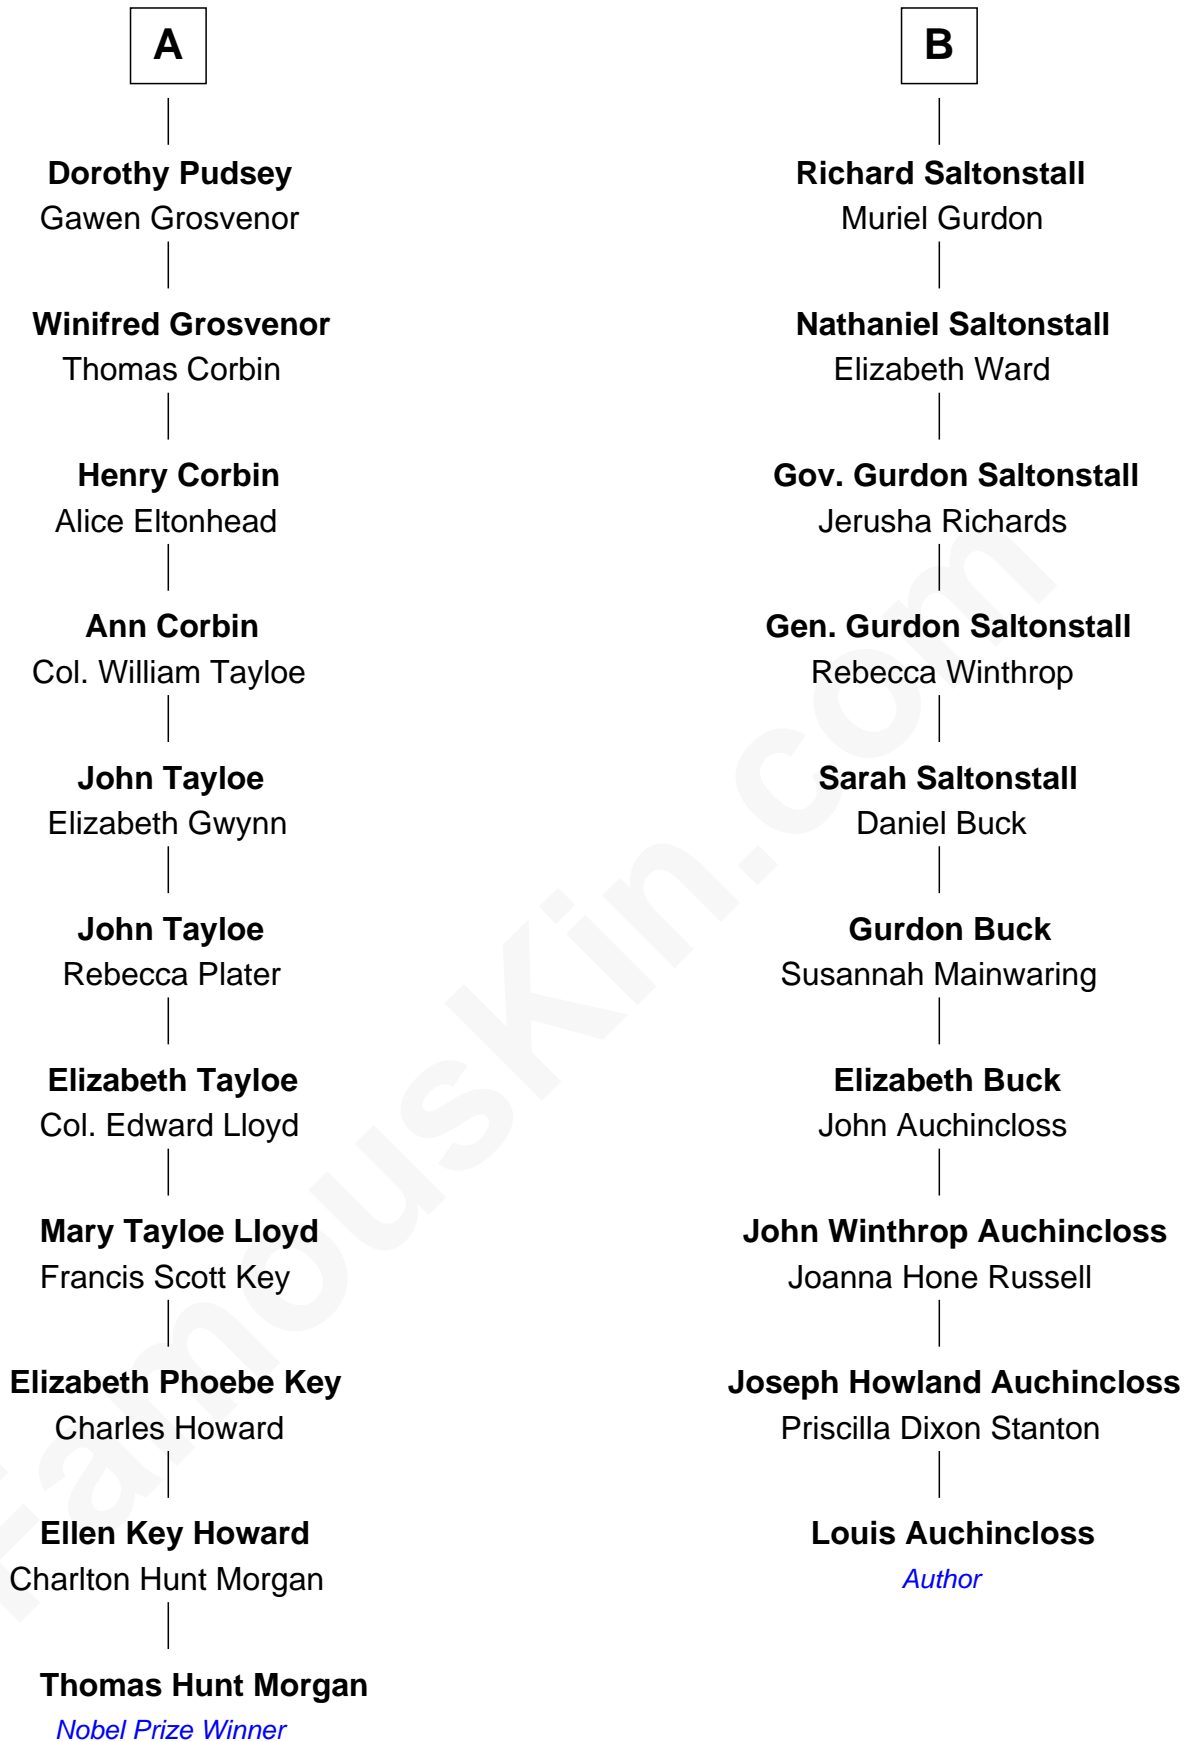 A
Dorothy Pudsey
Gawen Grosvenor
Winifred Grosvenor
Thomas Corbin
Henry Corbin
Alice Eltonhead
Ann Corbin
Col. William Tayloe
John Tayloe
Elizabeth Gwynn
John Tayloe
Rebecca Plater
Elizabeth Tayloe
Col. Edward Lloyd
Mary Tayloe Lloyd
Francis Scott Key
Elizabeth Phoebe Key
Charles Howard
Ellen Key Howard
Charlton Hunt Morgan
Thomas Hunt Morgan
Nobel Prize Winner
B
Richard Saltonstall
Muriel Gurdon
Nathaniel Saltonstall
Elizabeth Ward
Gov. Gurdon Saltonstall
Jerusha Richards
Gen. Gurdon Saltonstall
Rebecca Winthrop
Sarah Saltonstall
Daniel Buck
Gurdon Buck
Susannah Mainwaring
Elizabeth Buck
John Auchincloss
John Winthrop Auchincloss
Joanna Hone Russell
Joseph Howland Auchincloss
Priscilla Dixon Stanton
Louis Auchincloss
Author
FamousKin.com